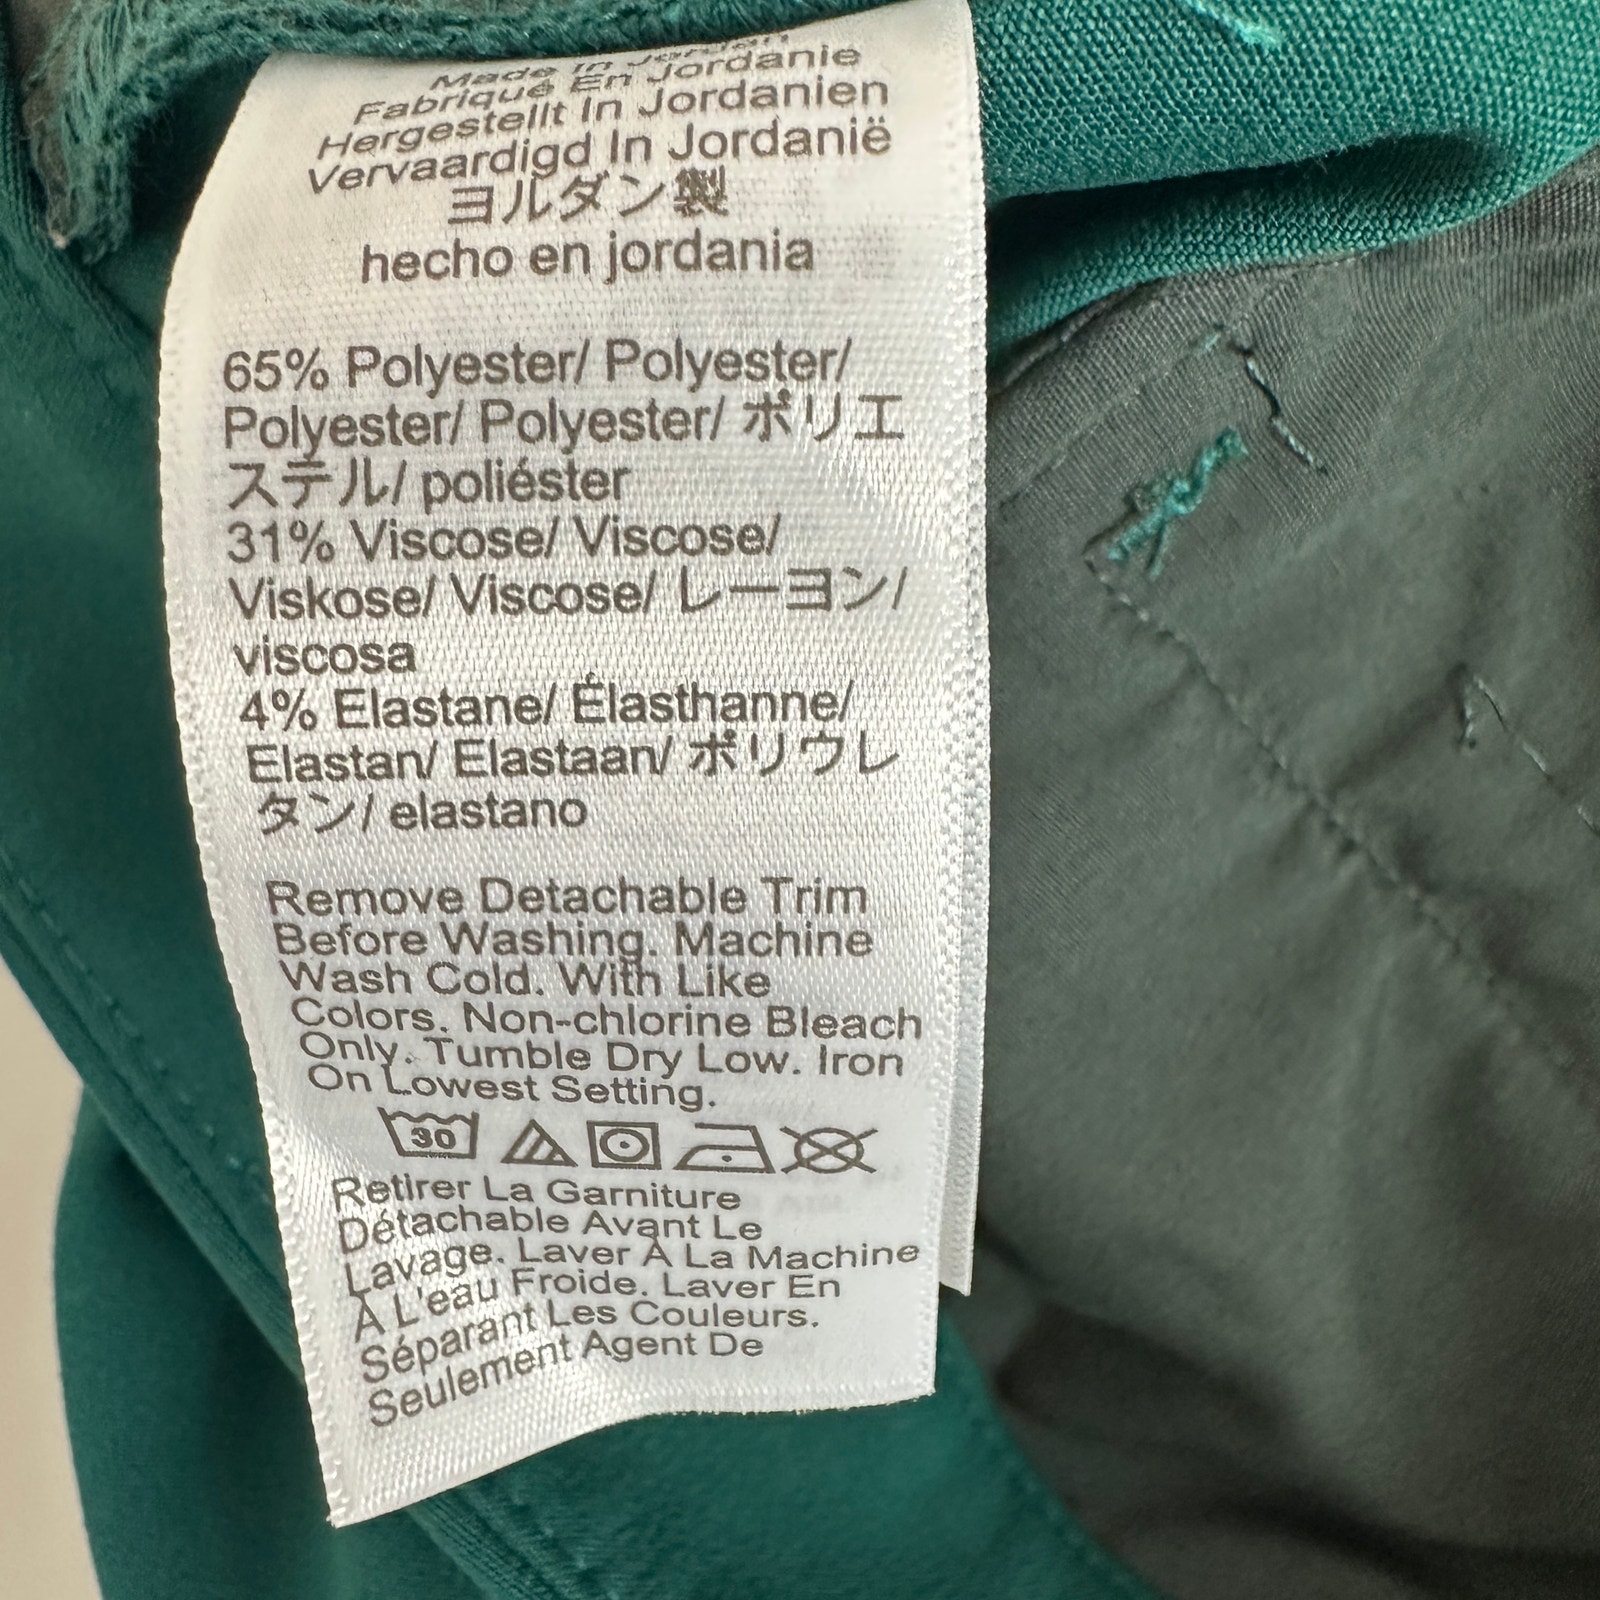 Made In Jordan
Fabriqué En Jordanie
Hergestellt In Jordanien
Vervaardigd In Jordanië
ヨルダン製
hecho en jordania
65% Polyester/ Polyester/
Polyester/ Polyester/ ポリエ
ステル/ poliéster
31% Viscose/ Viscose/
Viskose/ Viscose/ レーヨン/
viscosa
4% Elastane/ Élasthanne/
Elastan/ Elastaan/ ポリウレ
タン/ elastano
Remove Detachable Trim
Before Washing. Machine
Wash Cold. With Like
Colors. Non-chlorine Bleach
Only. Tumble Dry Low. Iron
On Lowest Setting.
30
Retirer La Garniture
Détachable Avant Le
Lavage. Laver À La Machine
À L'eau Froide. Laver En
Séparant Les Couleurs.
Seulement Agent De